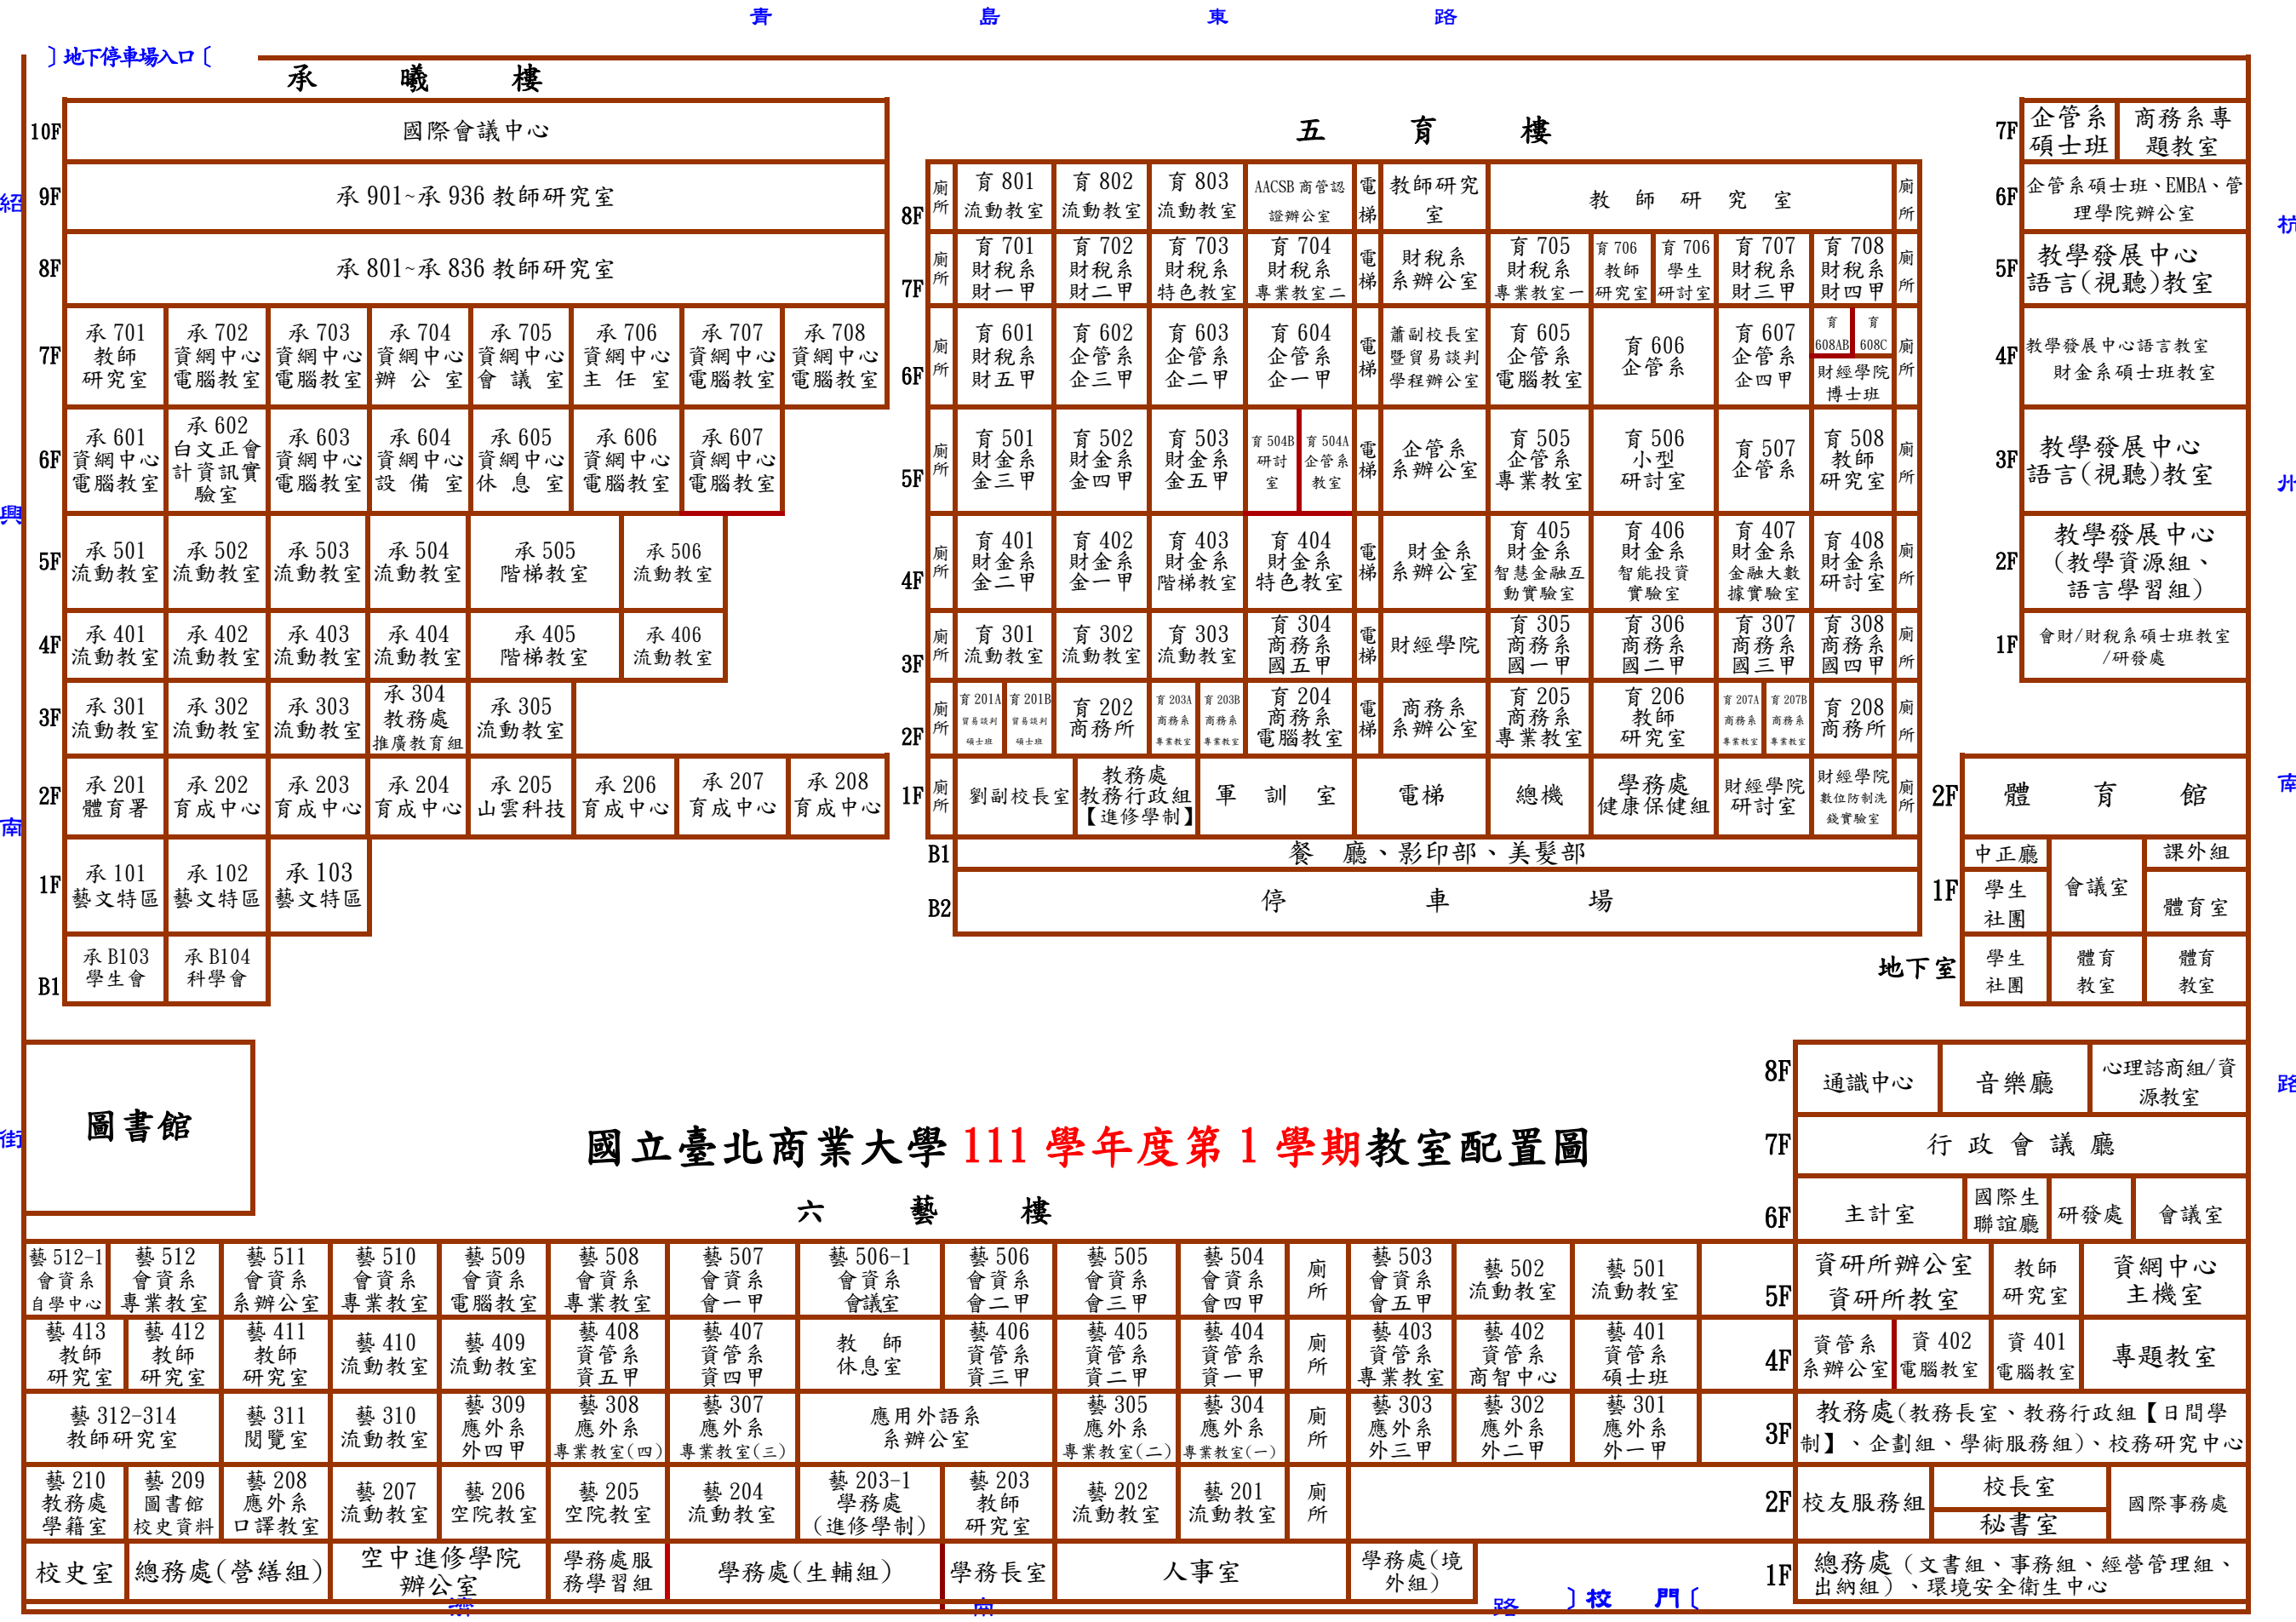 青 島 東 路
〕地下停車場入口〔
承 曦 樓
10F 國際會議中心
9F 承 901~承 936 教師研究室
8F 承 801~承 836 教師研究室
7F
承 701
教師
研究室
承 702
資網中心
電腦教室
承 703
資網中心
電腦教室
承 704
資網中心
辦 公 室
承 705
資網中心
會 議 室
承 706
資網中心
主 任 室
承 707
資網中心
電腦教室
承 708
資網中心
電腦教室
6F
承 601
資網中心
電腦教室
承 602
白文正會
計資訊實
驗室
承 603
資網中心
電腦教室
承 604
資網中心
設 備 室
承 605
資網中心
休 息 室
承 606
資網中心
電腦教室
承 607
資網中心
電腦教室
5F
承 501
流動教室
承 502
流動教室
承 503
流動教室
承 504
流動教室
承 505
階梯教室
承 506
流動教室
4F
承 401
流動教室
承 402
流動教室
承 403
流動教室
承 404
流動教室
承 405
階梯教室
承 406
流動教室
3F
承 301
流動教室
承 302
流動教室
承 303
流動教室
承 304
教務處
推廣教育組
承 305
流動教室
2F
承 201
體育署
承 202
育成中心
承 203
育成中心
承 204
育成中心
承 205
山雲科技
承 206
育成中心
承 207
育成中心
承 208
育成中心
1F
承 101
藝文特區
承 102
藝文特區
承 103
藝文特區
B1
承 B103
學生會
承 B104
科學會
紹 興 南 街
五 育 樓
8F
廁所
育 801
流動教室
育 802
流動教室
育 803
流動教室
AACSB 商管認
證辦公室
電梯
教師研究
室
教 師 研 究 室
廁所
7F
廁所
育 701
財稅系
財一甲
育 702
財稅系
財二甲
育 703
財稅系
特色教室
育 704
財稅系
專業教室二
電梯
財稅系
系辦公室
育 705
財稅系
專業教室一
育 706
教師
研究室
育 706
學生
研討室
育 707
財稅系
財三甲
育 708
財稅系
財四甲
廁所
6F
廁所
育 601
財稅系
財五甲
育 602
企管系
企三甲
育 603
企管系
企二甲
育 604
企管系
企一甲
電梯
蕭副校長室
暨貿易談判
學程辦公室
育 605
企管系
電腦教室
育 606
企管系
育 607
企管系
企四甲
育
608AB
育
608C
財經學院
博士班
廁所
5F
廁所
育 501
財金系
金三甲
育 502
財金系
金四甲
育 503
財金系
金五甲
育 504B
研討
室
育 504A
企管系
教室
電梯
企管系
系辦公室
育 505
企管系
專業教室
育 506
小型
研討室
育 507
企管系
育 508
教師
研究室
廁所
4F
廁所
育 401
財金系
金二甲
育 402
財金系
金一甲
育 403
財金系
階梯教室
育 404
財金系
特色教室
電梯
財金系
系辦公室
育 405
財金系
智慧金融互
動實驗室
育 406
財金系
智能投資
實驗室
育 407
財金系
金融大數
據實驗室
育 408
財金系
研討室
廁所
3F
廁所
育 301
流動教室
育 302
流動教室
育 303
流動教室
育 304
商務系
國五甲
電梯
財經學院
育 305
商務系
國一甲
育 306
商務系
國二甲
育 307
商務系
國三甲
育 308
商務系
國四甲
廁所
2F
廁所
育 201A
貿易談判
碩士班
育 201B
貿易談判
碩士班
育 202
商務所
育 203A
商務系
專業教室
育 203B
商務系
專業教室
育 204
商務系
電腦教室
電梯
商務系
系辦公室
育 205
商務系
專業教室
育 206
教師
研究室
育 207A
商務系
專業教室
育 207B
商務系
專業教室
育 208
商務所
廁所
1F
廁所
劉副校長室
教務處
教務行政組
【進修學制】
軍 訓 室
電梯
總機
學務處
健康保健組
財經學院
研討室
財經學院
數位防制洗
錢實驗室
廁所
B1 餐 廳、影印部、美髮部
B2 停 車 場
7F
企管系
碩士班
商務系專
題教室
6F
企管系碩士班、EMBA、管
理學院辦公室
5F
教學發展中心
語言(視聽)教室
4F
教學發展中心語言教室
財金系碩士班教室
3F
教學發展中心
語言(視聽)教室
2F
教學發展中心
(教學資源組、
語言學習組)
1F
會財/財稅系碩士班教室
/研發處
2F 體 育 館
1F
中正廳
學生
社團
會議室
課外組
體育室
地下室
學生
社團
體育
教室
體育
教室
杭 州 南 路
圖書館
國立臺北商業大學 111 學年度第 1 學期教室配置圖
六 藝 樓
藝 512-1
會資系
自學中心
藝 512
會資系
專業教室
藝 511
會資系
系辦公室
藝 510
會資系
專業教室
藝 509
會資系
電腦教室
藝 508
會資系
專業教室
藝 507
會資系
會一甲
藝 506-1
會資系
會議室
藝 506
會資系
會二甲
藝 505
會資系
會三甲
藝 504
會資系
會四甲
廁所
藝 503
會資系
會五甲
藝 502
流動教室
藝 501
流動教室
藝 413
教師
研究室
藝 412
教師
研究室
藝 411
教師
研究室
藝 410
流動教室
藝 409
流動教室
藝 408
資管系
資五甲
藝 407
資管系
資四甲
教 師
休息室
藝 406
資管系
資三甲
藝 405
資管系
資二甲
藝 404
資管系
資一甲
廁所
藝 403
資管系
專業教室
藝 402
資管系
商智中心
藝 401
資管系
碩士班
藝 312-314
教師研究室
藝 311
閱覽室
藝 310
流動教室
藝 309
應外系
外四甲
藝 308
應外系
專業教室(四)
藝 307
應外系
專業教室(三)
應用外語系
系辦公室
藝 305
應外系
專業教室(二)
藝 304
應外系
專業教室(一)
廁所
藝 303
應外系
外三甲
藝 302
應外系
外二甲
藝 301
應外系
外一甲
藝 210
教務處
學籍室
藝 209
圖書館
校史資料
藝 208
應外系
口譯教室
藝 207
流動教室
藝 206
空院教室
藝 205
空院教室
藝 204
流動教室
藝 203-1
學務處
(進修學制)
藝 203
教師
研究室
藝 202
流動教室
藝 201
流動教室
廁所
校史室
總務處(營繕組)
空中進修學院
辦公室
學務處服
務學習組
學務處(生輔組)
學務長室
人事室
學務處(境
外組)
8F
通識中心
音樂廳
心理諮商組/資
源教室
7F 行 政 會 議 廳
6F
主計室
國際生
聯誼廳
研發處
會議室
5F
資研所辦公室
資研所教室
教師
研究室
資網中心
主機室
4F
資管系
系辦公室
資 402
電腦教室
資 401
電腦教室
專題教室
3F
教務處(教務長室、教務行政組【日間學
制】、企劃組、學術服務組)、校務研究中心
2F
校友服務組
校長室
秘書室
國際事務處
1F
總務處 (文書組、事務組、經營管理組、
出納組)、環境安全衛生中心
濟 南 路
〕校 門〔